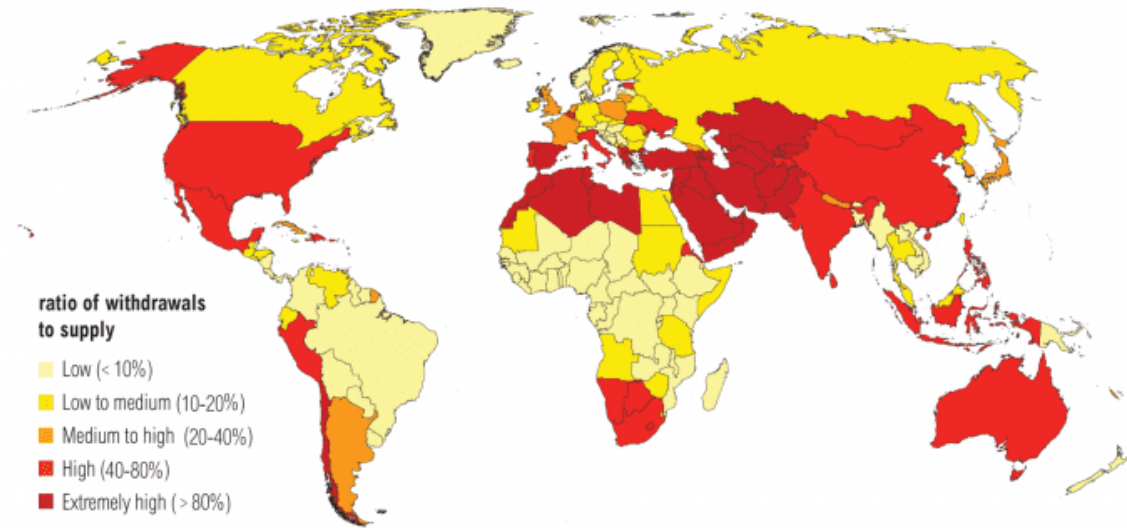 ratio of withdrawals
to supply
Low (< 10%)
Low to medium (10-20%)
Medium to high (20-40%)
High (40-80%)
Extremely high (> 80%)